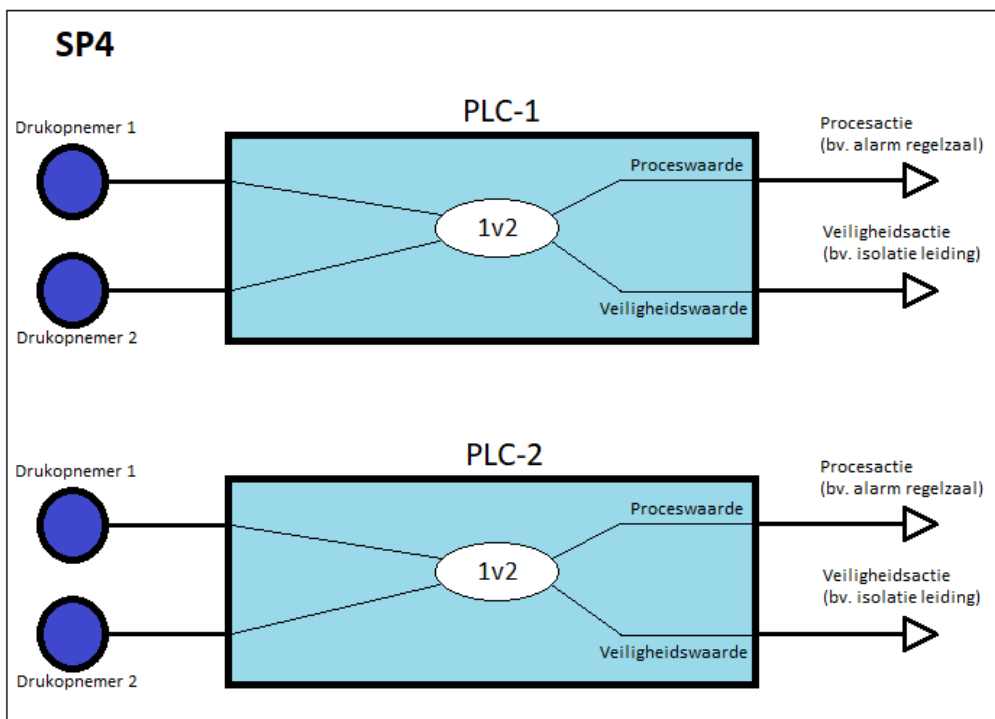 SP4
PLC-1
Drukopnemer 1
Drukopnemer 2
1v2
Proceswaarde
Veiligheidswaarde
Procesactie
(bv. alarm regelzaal)
Veiligheidsactie
(bv. isolatie leiding)
PLC-2
Drukopnemer 1
Drukopnemer 2
1v2
Proceswaarde
Veiligheidswaarde
Procesactie
(bv. alarm regelzaal)
Veiligheidsactie
(bv. isolatie leiding)